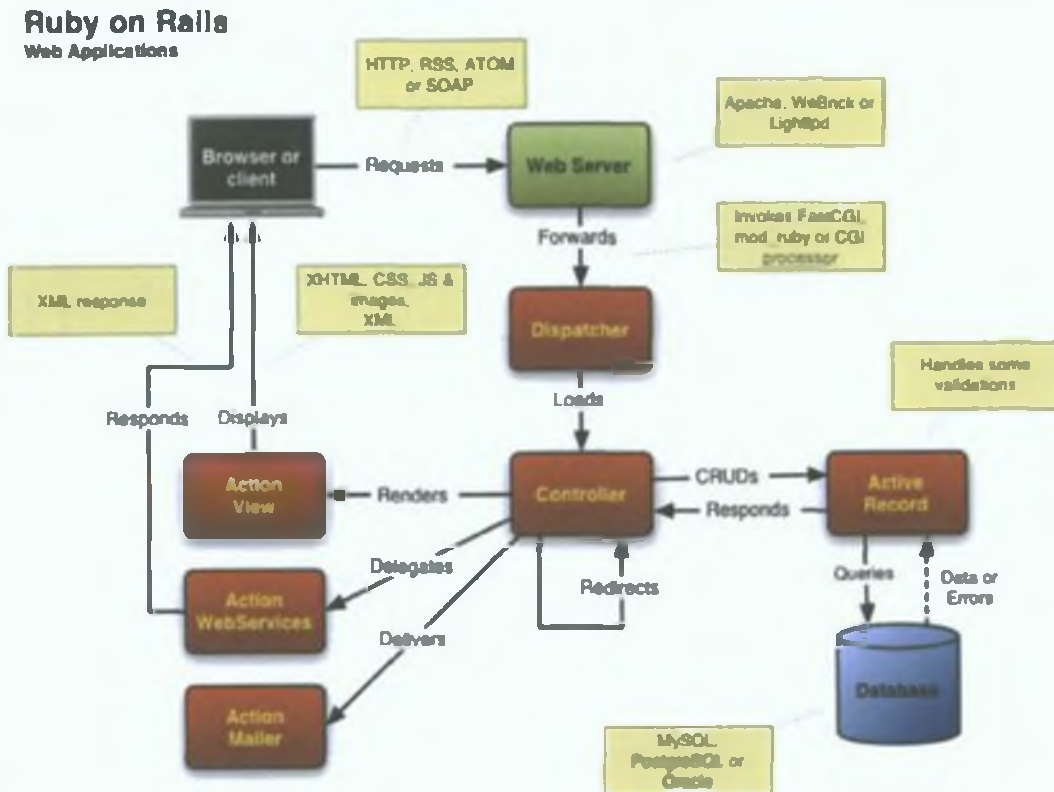 Ruby on Rails
Web Applications
HTTP, RSS, ATOM
or SOAP
Apache, WeBrick or
Lighttpd
Browser or
client
Requests
Web Server
Forwards
Invokes FastCGI,
mod_ruby or CGI
processor
XML response
XHTML, CSS, JS &
images,
XML
Dispatcher
Handles some
validations
Loads
Responds
Displays
Action
View
Renders
Controller
CRUDs
Responds
Active
Record
Delegates
Redirects
Queries
Data or
Errors
Action
WebServices
Delivers
Database
Action
Mailer
MySQL,
PostgreSQL or
Oracle